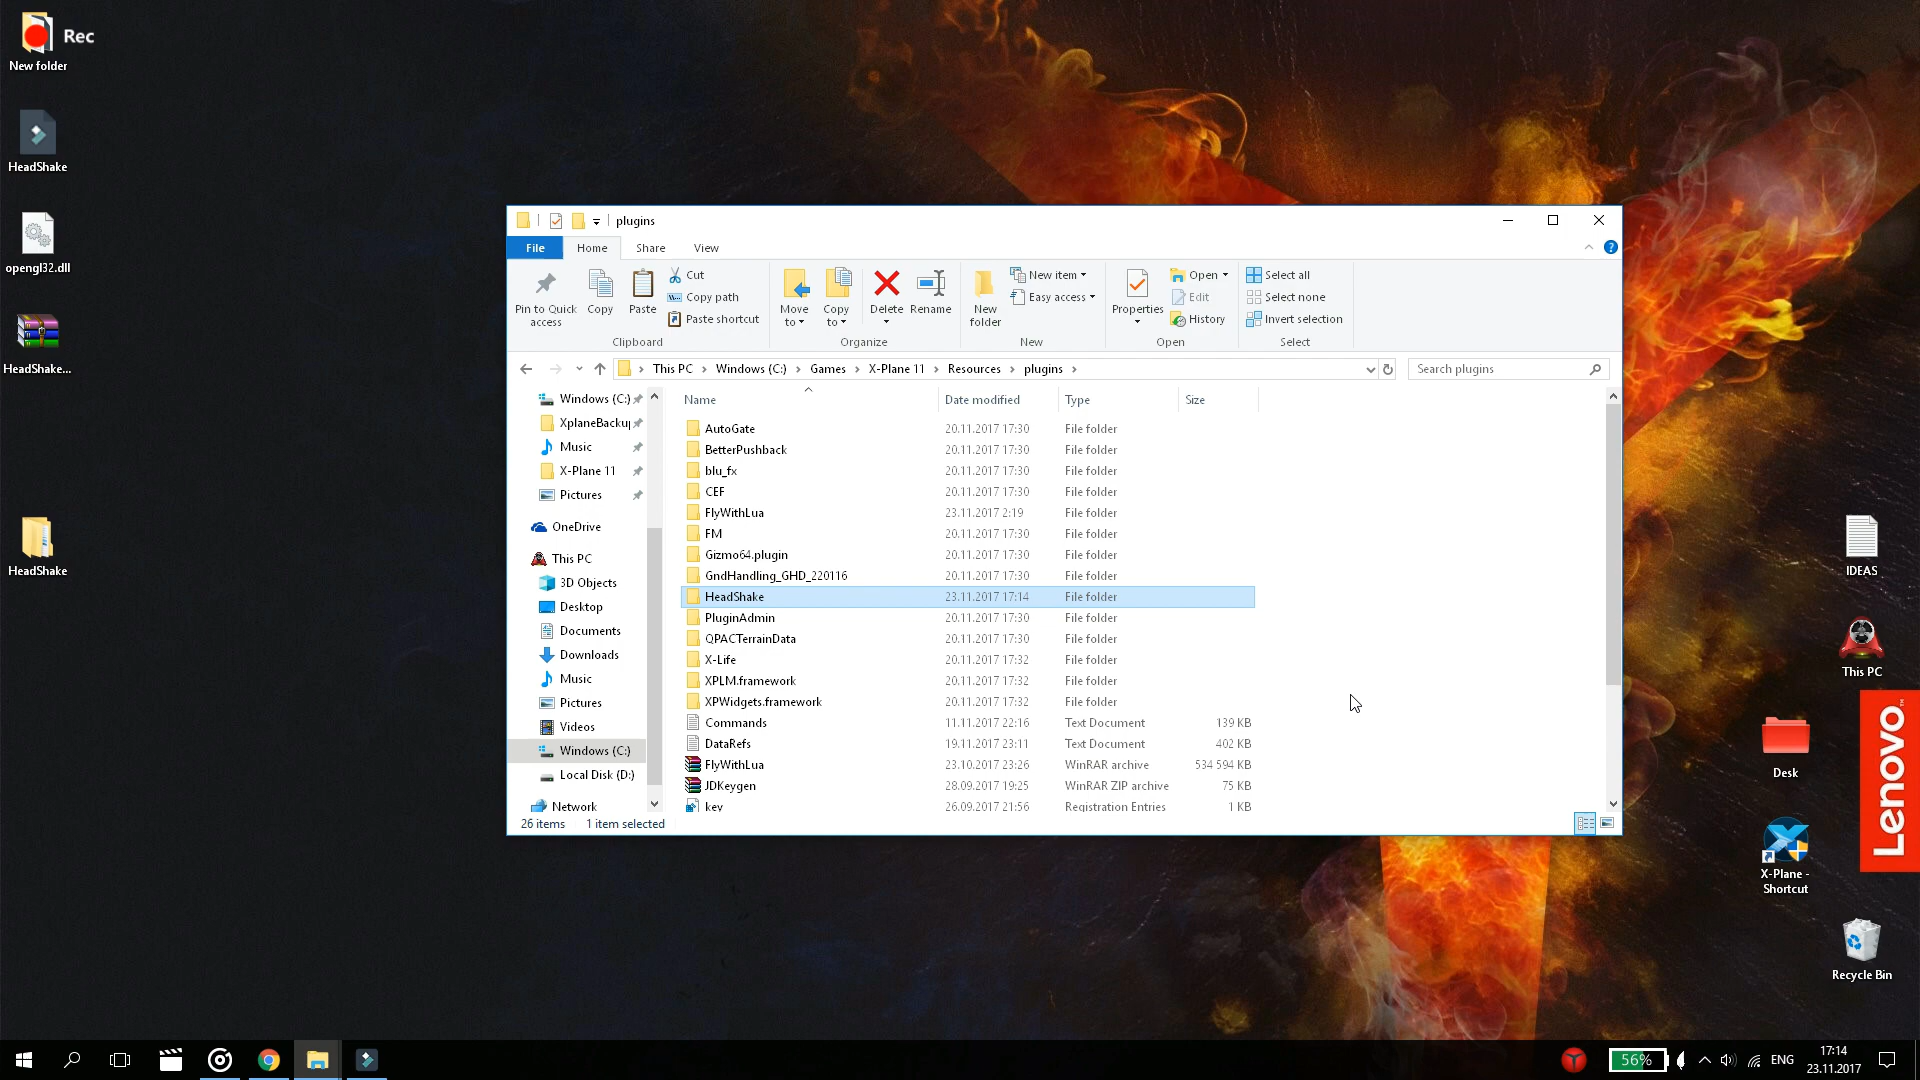 Rec
New folder
HeadShake
opengl32.dll
HeadShake...
HeadShake
plugins
File Home Share View
Pin to Quick access
Copy
Paste
Cut
Copy path
Paste shortcut
Clipboard
Move to
Copy to
Delete
Rename
Organize
New folder
New item
Easy access
New
Properties
Open
Edit
History
Open
Select all
Select none
Invert selection
Select
This PC Windows (C:) Games X-Plane 11 Resources plugins
Search plugins
Windows (C:)
XplaneBackup
Music
X-Plane 11
Pictures
OneDrive
This PC
3D Objects
Desktop
Documents
Downloads
Music
Pictures
Videos
Windows (C:)
Local Disk (D:)
Network
Name Date modified Type Size
AutoGate 20.11.2017 17:30 File folder
BetterPushback 20.11.2017 17:30 File folder
blu_fx 20.11.2017 17:30 File folder
CEF 20.11.2017 17:30 File folder
FlyWithLua 23.11.2017 2:19 File folder
FM 20.11.2017 17:30 File folder
Gizmo64.plugin 20.11.2017 17:30 File folder
GndHandling_GHD_220116 20.11.2017 17:30 File folder
HeadShake 23.11.2017 17:14 File folder
PluginAdmin 20.11.2017 17:30 File folder
QPACTerrainData 20.11.2017 17:30 File folder
X-Life 20.11.2017 17:32 File folder
XPLM.framework 20.11.2017 17:32 File folder
XPWidgets.framework 20.11.2017 17:32 File folder
Commands 11.11.2017 22:16 Text Document 139 KB
DataRefs 19.11.2017 23:11 Text Document 402 KB
FlyWithLua 23.10.2017 23:26 WinRAR archive 534 594 KB
JDKeygen 28.09.2017 19:25 WinRAR ZIP archive 75 KB
key 26.09.2017 21:56 Registration Entries 1 KB
26 items 1 item selected
IDEAS
This PC
Lenovo™
Desk
X-Plane - Shortcut
Recycle Bin
56%
ENG
17:14
23.11.2017